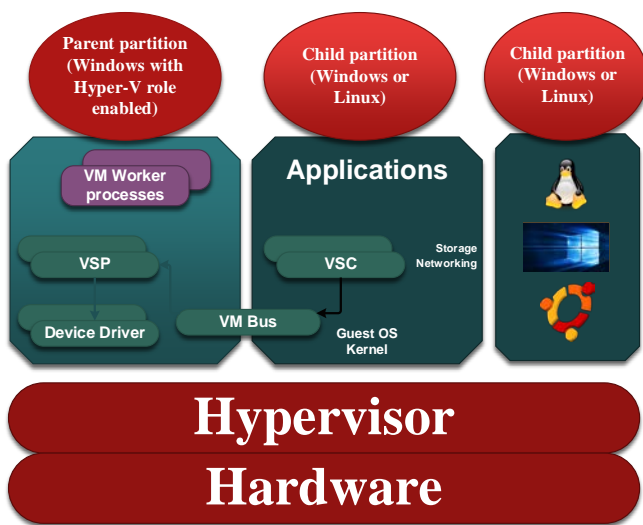 Parent partition
(Windows with
Hyper-V role
enabled)
Child partition
(Windows or
Linux)
Child partition
(Windows or
Linux)
VM Worker
processes
Applications
VSP
VSC
Storage
Networking
Device Driver
VM Bus
Guest OS
Kernel
Hypervisor
Hardware